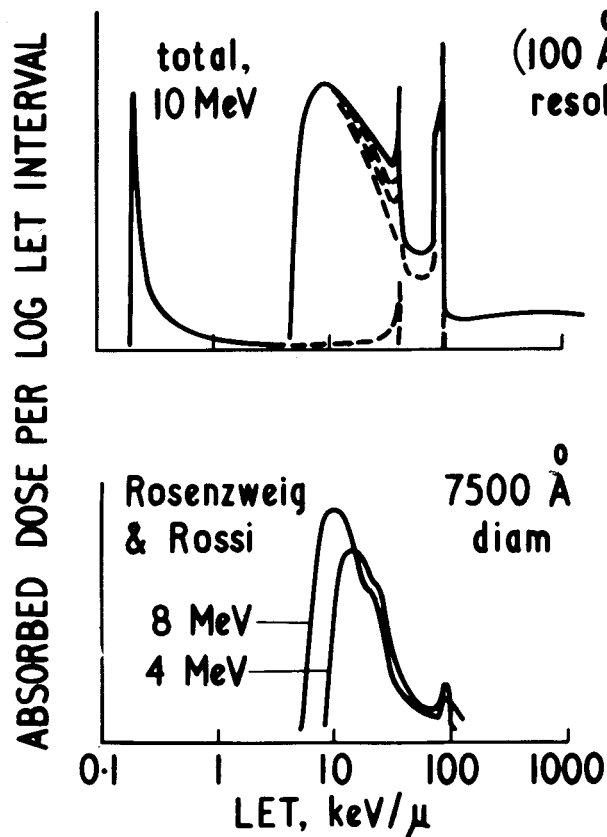 ABSORBED DOSE PER LOG LET INTERVAL
total,
10 MeV
(100 Å
Rosenzweig
& Rossi
7500 Å
diam
8 MeV
4 MeV
0·1 1 10 100 1000
LET, keV/μ